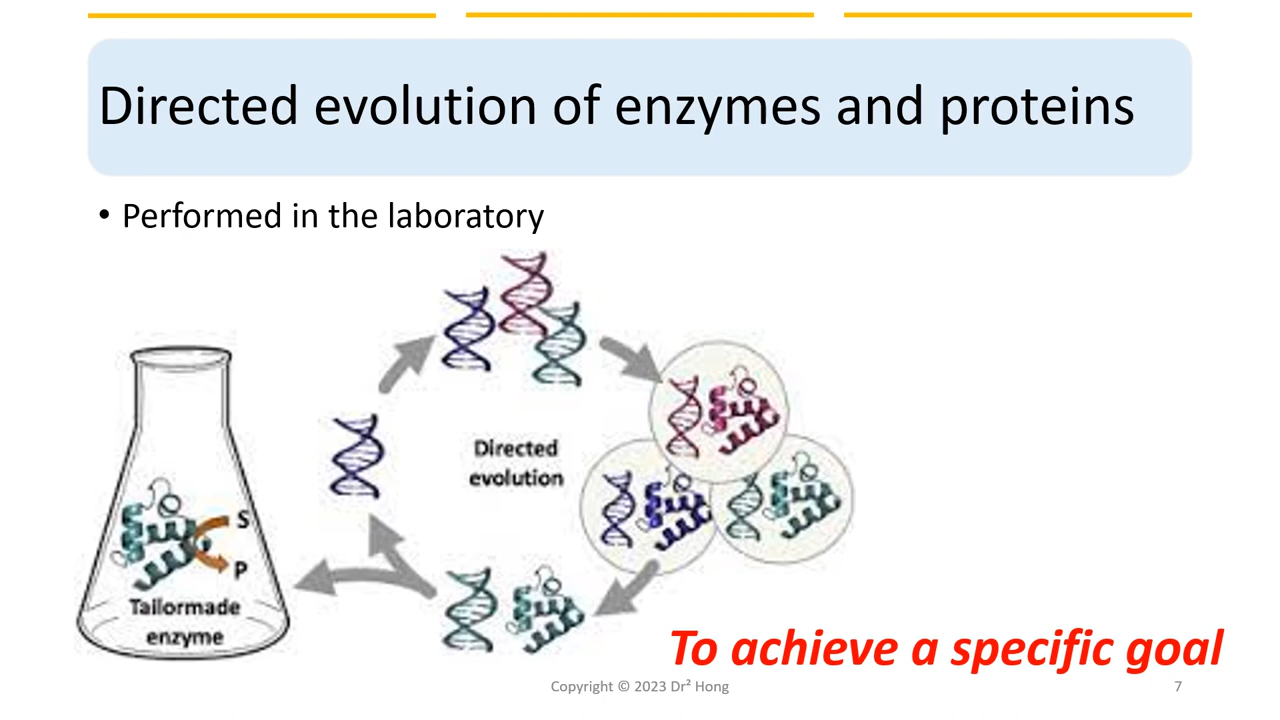 Directed evolution of enzymes and proteins
• Performed in the laboratory
Directed
evolution
S
P
Tailormade
enzyme
To achieve a specific goal
Copyright © 2023 Dr² Hong
7